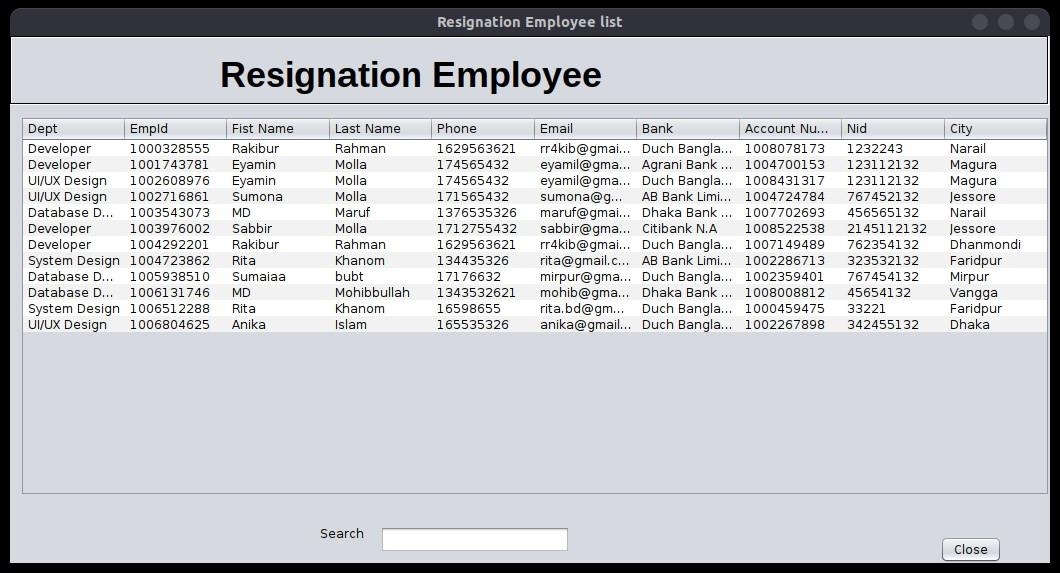 Resignation Employee list
Resignation Employee
Dept EmpId Fist Name Last Name Phone Email Bank Account Nu... Nid City
Developer 1000328555 Rakibur Rahman 1629563621 rr4kib@gmai... Duch Bangla... 1008078173 1232243 Narail
Developer 1001743781 Eyamin Molla 174565432 eyamil@gma... Agrani Bank ... 1004700153 123112132 Magura
UI/UX Design 1002608976 Eyamin Molla 174565432 eyamil@gma... Duch Bangla... 1008431317 123112132 Magura
UI/UX Design 1002716861 Sumona Molla 171565432 sumona@g... AB Bank Limi... 1004724784 767452132 Jessore
Database D... 1003543073 MD Maruf 1376535326 maruf@gmai... Dhaka Bank ... 1007702693 456565132 Narail
Developer 1003976002 Sabbir Molla 1712755432 sabbir@gma... Citibank N.A 1008522538 2145112132 Jessore
Developer 1004292201 Rakibur Rahman 1629563621 rr4kib@gmai... Duch Bangla... 1007149489 762354132 Dhanmondi
System Design 1004723862 Rita Khanom 134435326 rita@gmail.c... AB Bank Limi... 1002286713 323532132 Faridpur
Database D... 1005938510 Sumaiaa bubt 17176632 mirpur@gma... Duch Bangla... 1002359401 767454132 Mirpur
Database D... 1006131746 MD Mohibbullah 1343532621 mohib@gma... Dhaka Bank ... 1008008812 45654132 Vangga
System Design 1006512288 Rita Khanom 16598655 rita.bd@gm... Duch Bangla... 1000459475 33221 Faridpur
UI/UX Design 1006804625 Anika Islam 165535326 anika@gmail... Duch Bangla... 1002267898 342455132 Dhaka
Search
Close